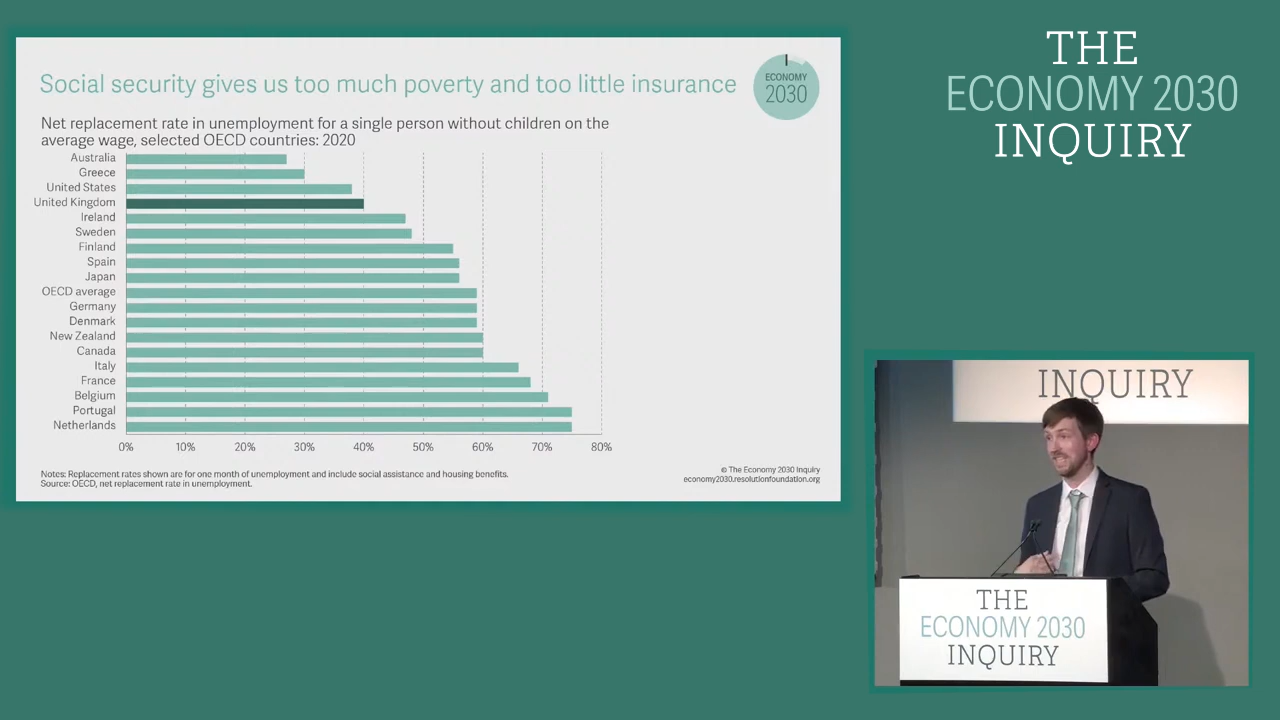 Social security gives us too much poverty and too little insurance
ECONOMY
2030
Net replacement rate in unemployment for a single person without children on the
average wage, selected OECD countries: 2020
Australia
Greece
United States
United Kingdom
Ireland
Sweden
Finland
Spain
Japan
OECD average
Germany
Denmark
New Zealand
Canada
Italy
France
Belgium
Portugal
Netherlands
0% 10% 20% 30% 40% 50% 60% 70% 80%
Notes: Replacement rates shown are for one month of unemployment and include social assistance and housing benefits.
Source: OECD, net replacement rate in unemployment.
© The Economy 2030 Inquiry
economy2030.resolutionfoundation.org
THE
ECONOMY 2030
INQUIRY
INQUIRY
THE
ECONOMY 2030
INQUIRY